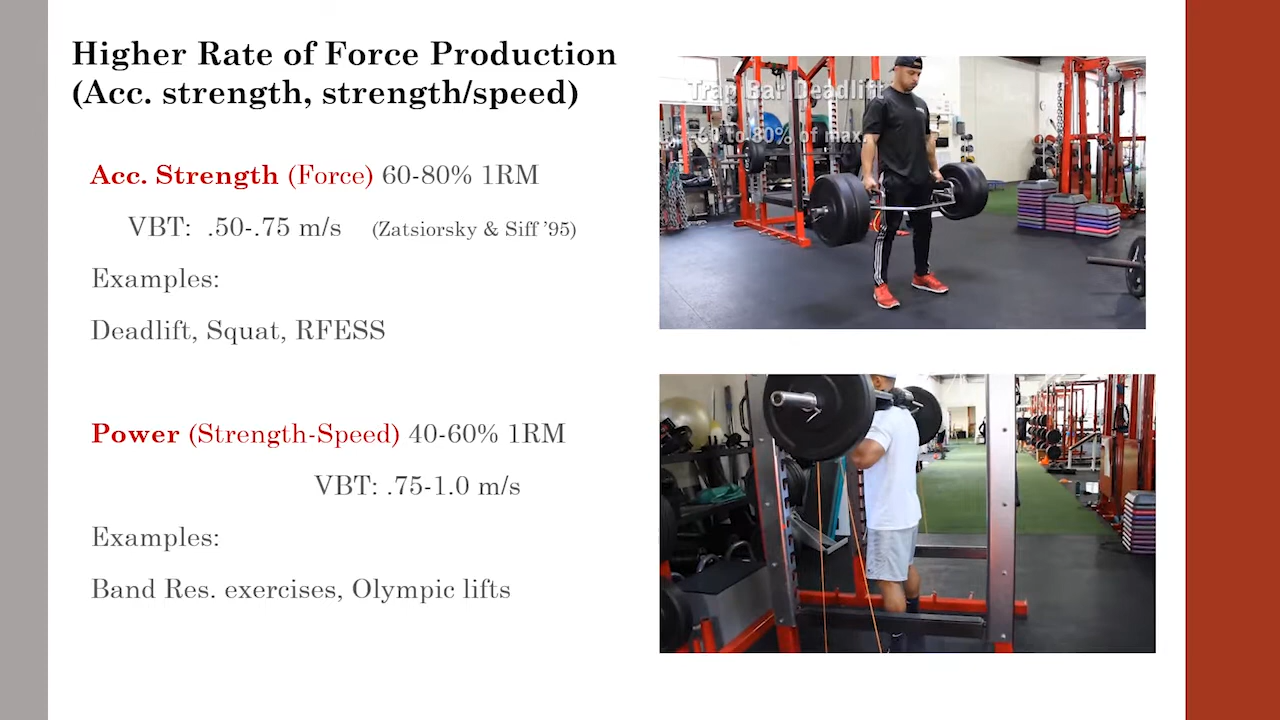 Higher Rate of Force Production
(Acc. strength, strength/speed)
Acc. Strength (Force) 60-80% 1RM
VBT: .50-.75 m/s (Zatsiorsky & Siff ’95)
Examples:
Deadlift, Squat, RFESS
Power (Strength-Speed) 40-60% 1RM
VBT: .75-1.0 m/s
Examples:
Band Res. exercises, Olympic lifts
Trap Bar Deadlift
-60 to 80% of max.